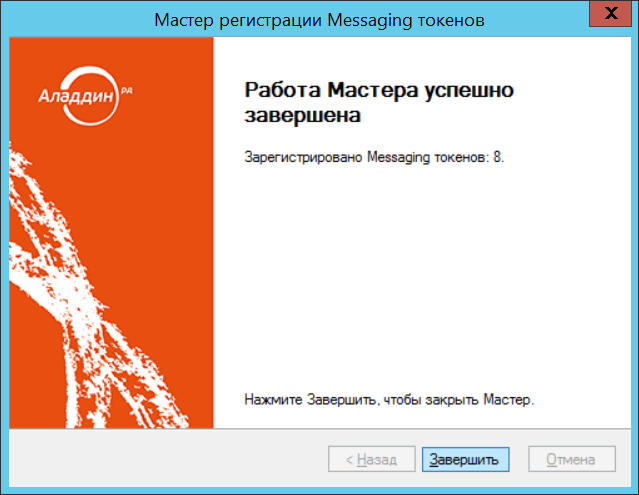 Мастер регистрации Messaging токенов
X
Аладдин РД
Работа Мастера успешно
завершена
Зарегистрировано Messaging токенов: 8.
Нажмите Завершить, чтобы закрыть Мастер.
< Назад
Завершить
Отмена